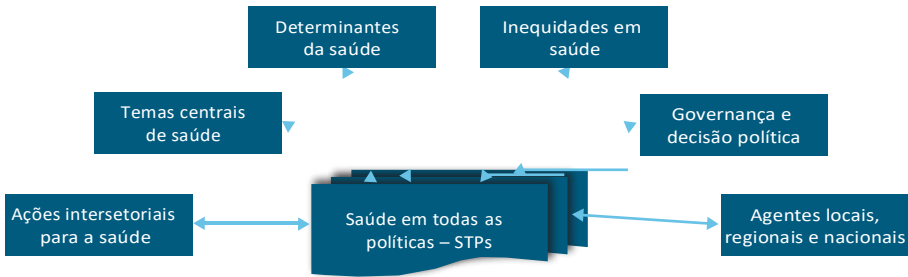 Determinantes
da saúde
Inequidades em
saúde
Temas centrais
de saúde
Governança e
decisão política
Ações intersetoriais
para a saúde
Saúde em todas as
políticas – STPs
Agentes locais,
regionais e nacionais